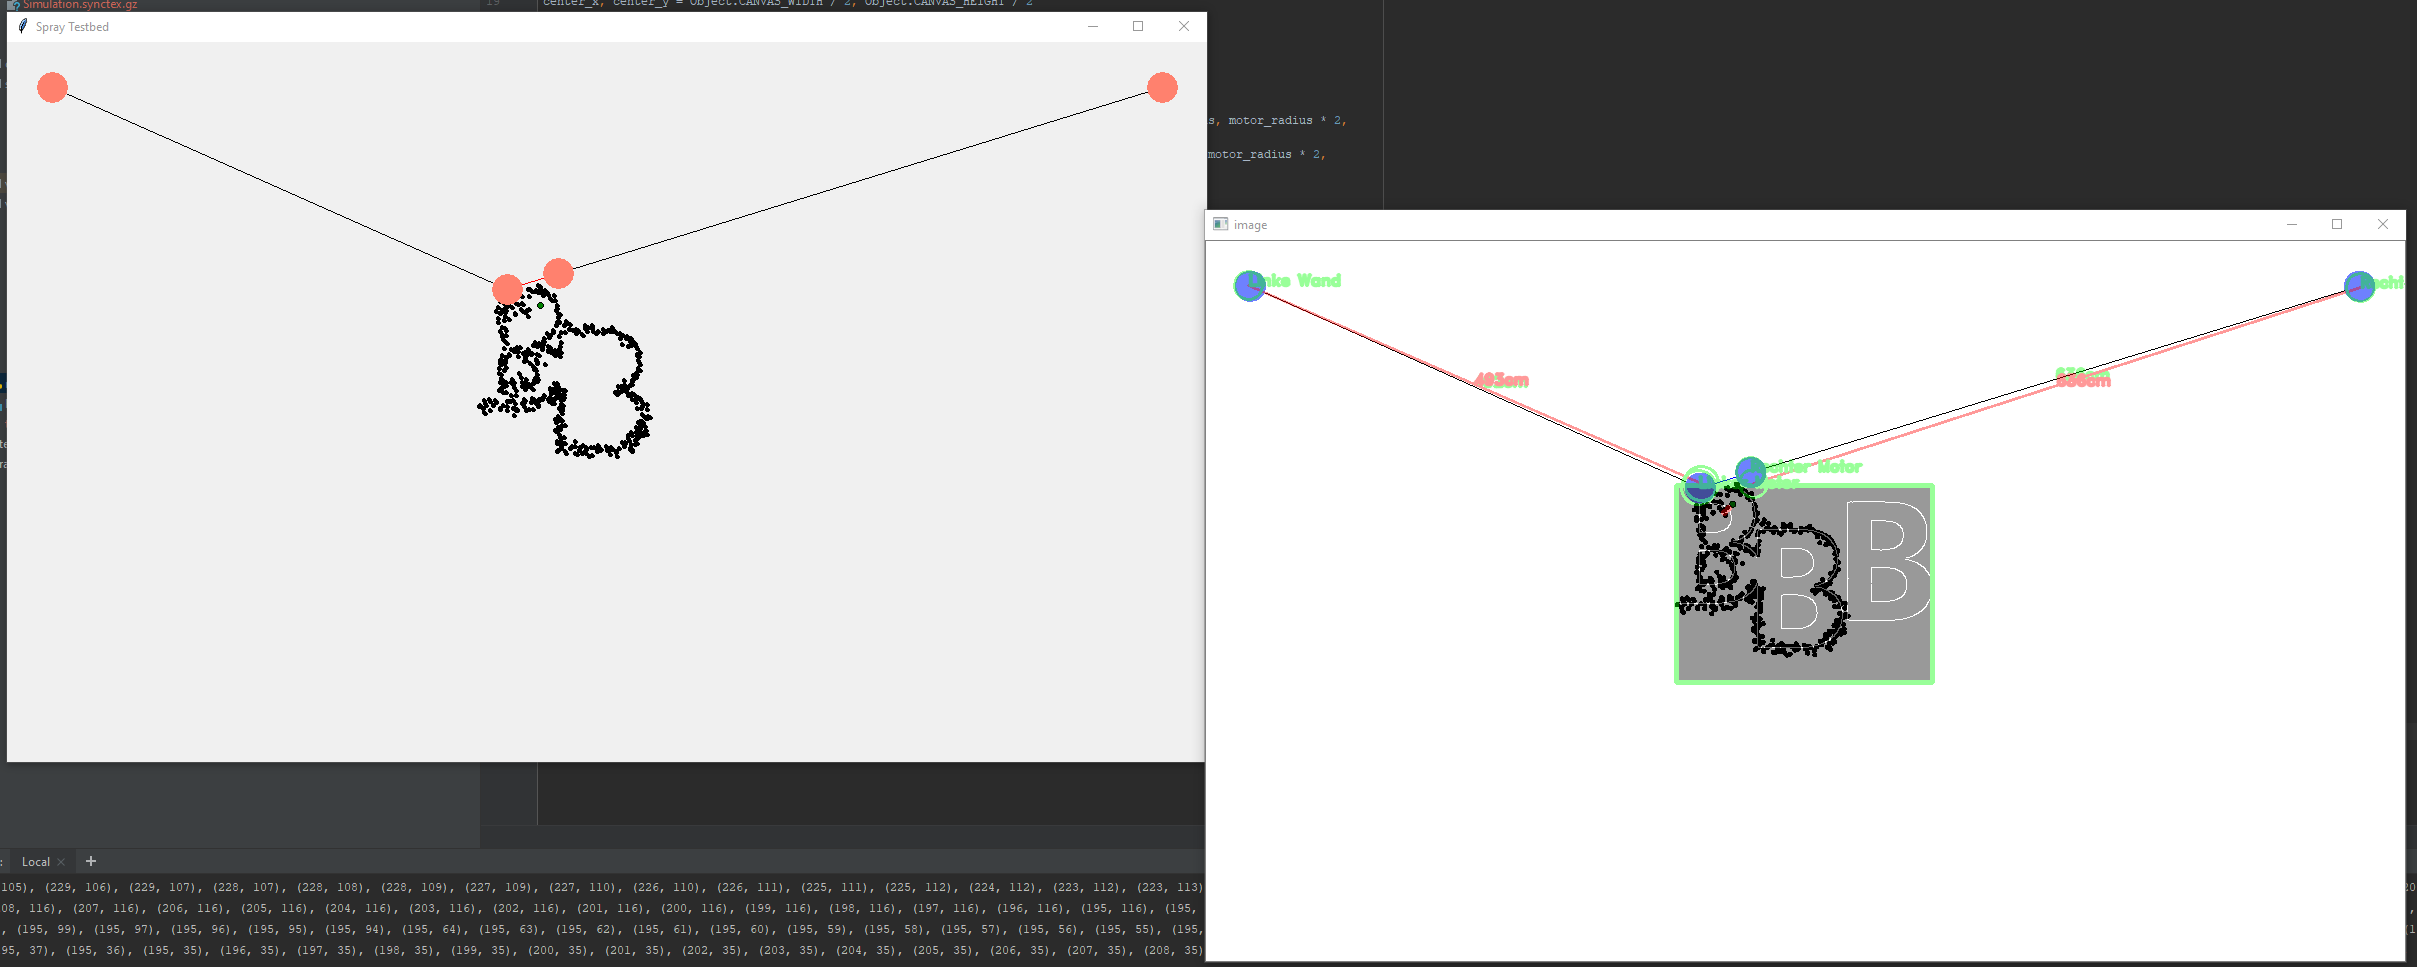 Simulation.synctex.gz
19 center_x, center_y = Object.CANVAS_WIDTH / 2, Object.CANVAS_HEIGHT / 2
Spray Testbed
s, motor_radius * 2,
motor_radius * 2,
image
Wand
403cm
636cm
Motor
B
B
B
Local
105), (229, 106), (229, 107), (228, 107), (228, 108), (228, 109), (227, 109), (227, 110), (226, 110), (226, 111), (225, 111), (225, 112), (224, 112), (223, 112), (223, 113)
08, 116), (207, 116), (206, 116), (205, 116), (204, 116), (203, 116), (202, 116), (201, 116), (200, 116), (199, 116), (198, 116), (197, 116), (196, 116), (195, 116), (195,
, (195, 99), (195, 97), (195, 96), (195, 95), (195, 94), (195, 64), (195, 63), (195, 62), (195, 61), (195, 60), (195, 59), (195, 58), (195, 57), (195, 56), (195, 55), (195,
95, 37), (195, 36), (195, 35), (196, 35), (197, 35), (198, 35), (199, 35), (200, 35), (201, 35), (202, 35), (203, 35), (204, 35), (205, 35), (206, 35), (207, 35), (208, 35)